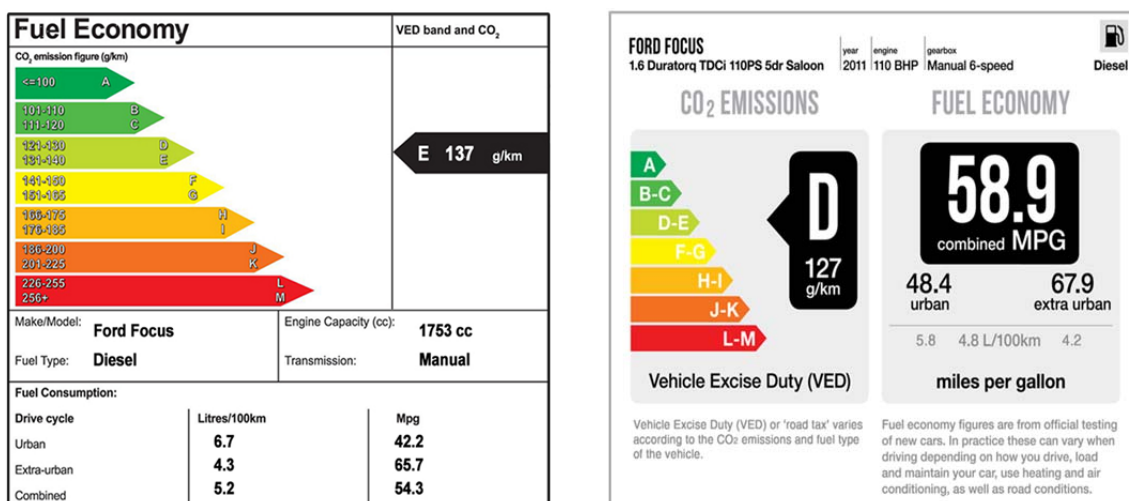 Fuel Economy
VED band and CO2
CO2 emission figure (g/km)
<=100 A
101-110 B
111-120 C
121-130 D
131-140 E
E 137 g/km
141-150 F
151-165 G
166-175 H
176-185 I
186-200 J
201-225 K
226-255 L
256+ M
Make/Model: Ford Focus
Engine Capacity (cc): 1753 cc
Fuel Type: Diesel
Transmission: Manual
Fuel Consumption:
Drive cycle Litres/100km Mpg
Urban 6.7 42.2
Extra-urban 4.3 65.7
Combined 5.2 54.3
FORD FOCUS
1.6 Duratorq TDCi 110PS 5dr Saloon
year engine gearbox
2011 110 BHP Manual 6-speed
Diesel
CO2 EMISSIONS
A
B-C
D-E
F-G
H-I
J-K
L-M
D
127
g/km
Vehicle Excise Duty (VED)
Vehicle Excise Duty (VED) or 'road tax' varies
according to the CO2 emissions and fuel type
of the vehicle.
FUEL ECONOMY
58.9
combined MPG
48.4 67.9
urban extra urban
5.8 4.8 L/100km 4.2
miles per gallon
Fuel economy figures are from official testing
of new cars. In practice these can vary when
driving depending on how you drive, load
and maintain your car, use heating and air
conditioning, as well as road conditions.